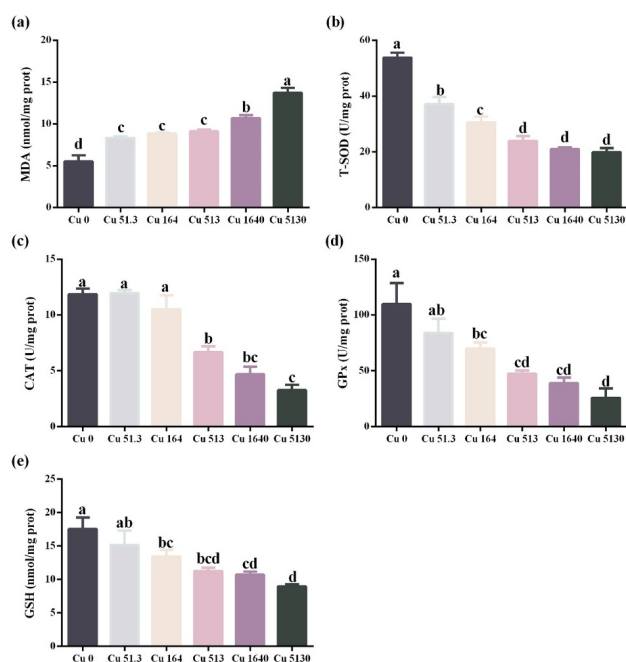 (a)
MDA (nmol/mg prot)
20
15
10
5
0
d
c
c
c
b
a
Cu 0 Cu 51.3 Cu 164 Cu 513 Cu 1640 Cu 5130
(b)
T-SOD (U/mg prot)
60
40
20
0
a
b
c
d
d
d
Cu 0 Cu 51.3 Cu 164 Cu 513 Cu 1640 Cu 5130
(c)
CAT (U/mg prot)
15
10
5
0
a
a
a
b
bc
c
Cu 0 Cu 51.3 Cu 164 Cu 513 Cu 1640 Cu 5130
(d)
GPx (U/mg prot)
150
100
50
0
a
ab
bc
cd
cd
d
Cu 0 Cu 51.3 Cu 164 Cu 513 Cu 1640 Cu 5130
(e)
GSH (nmol/mg prot)
25
20
15
10
5
0
a
ab
bc
bcd
cd
d
Cu 0 Cu 51.3 Cu 164 Cu 513 Cu 1640 Cu 5130